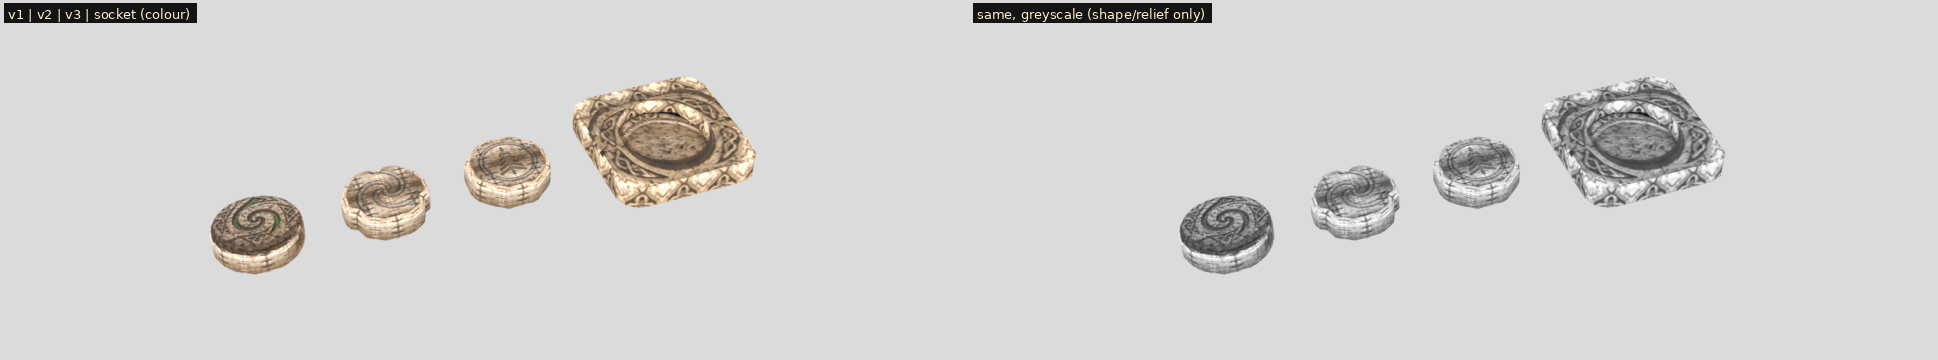 v1 | v2 | v3 | socket (colour)
same, greyscale (shape/relief only)